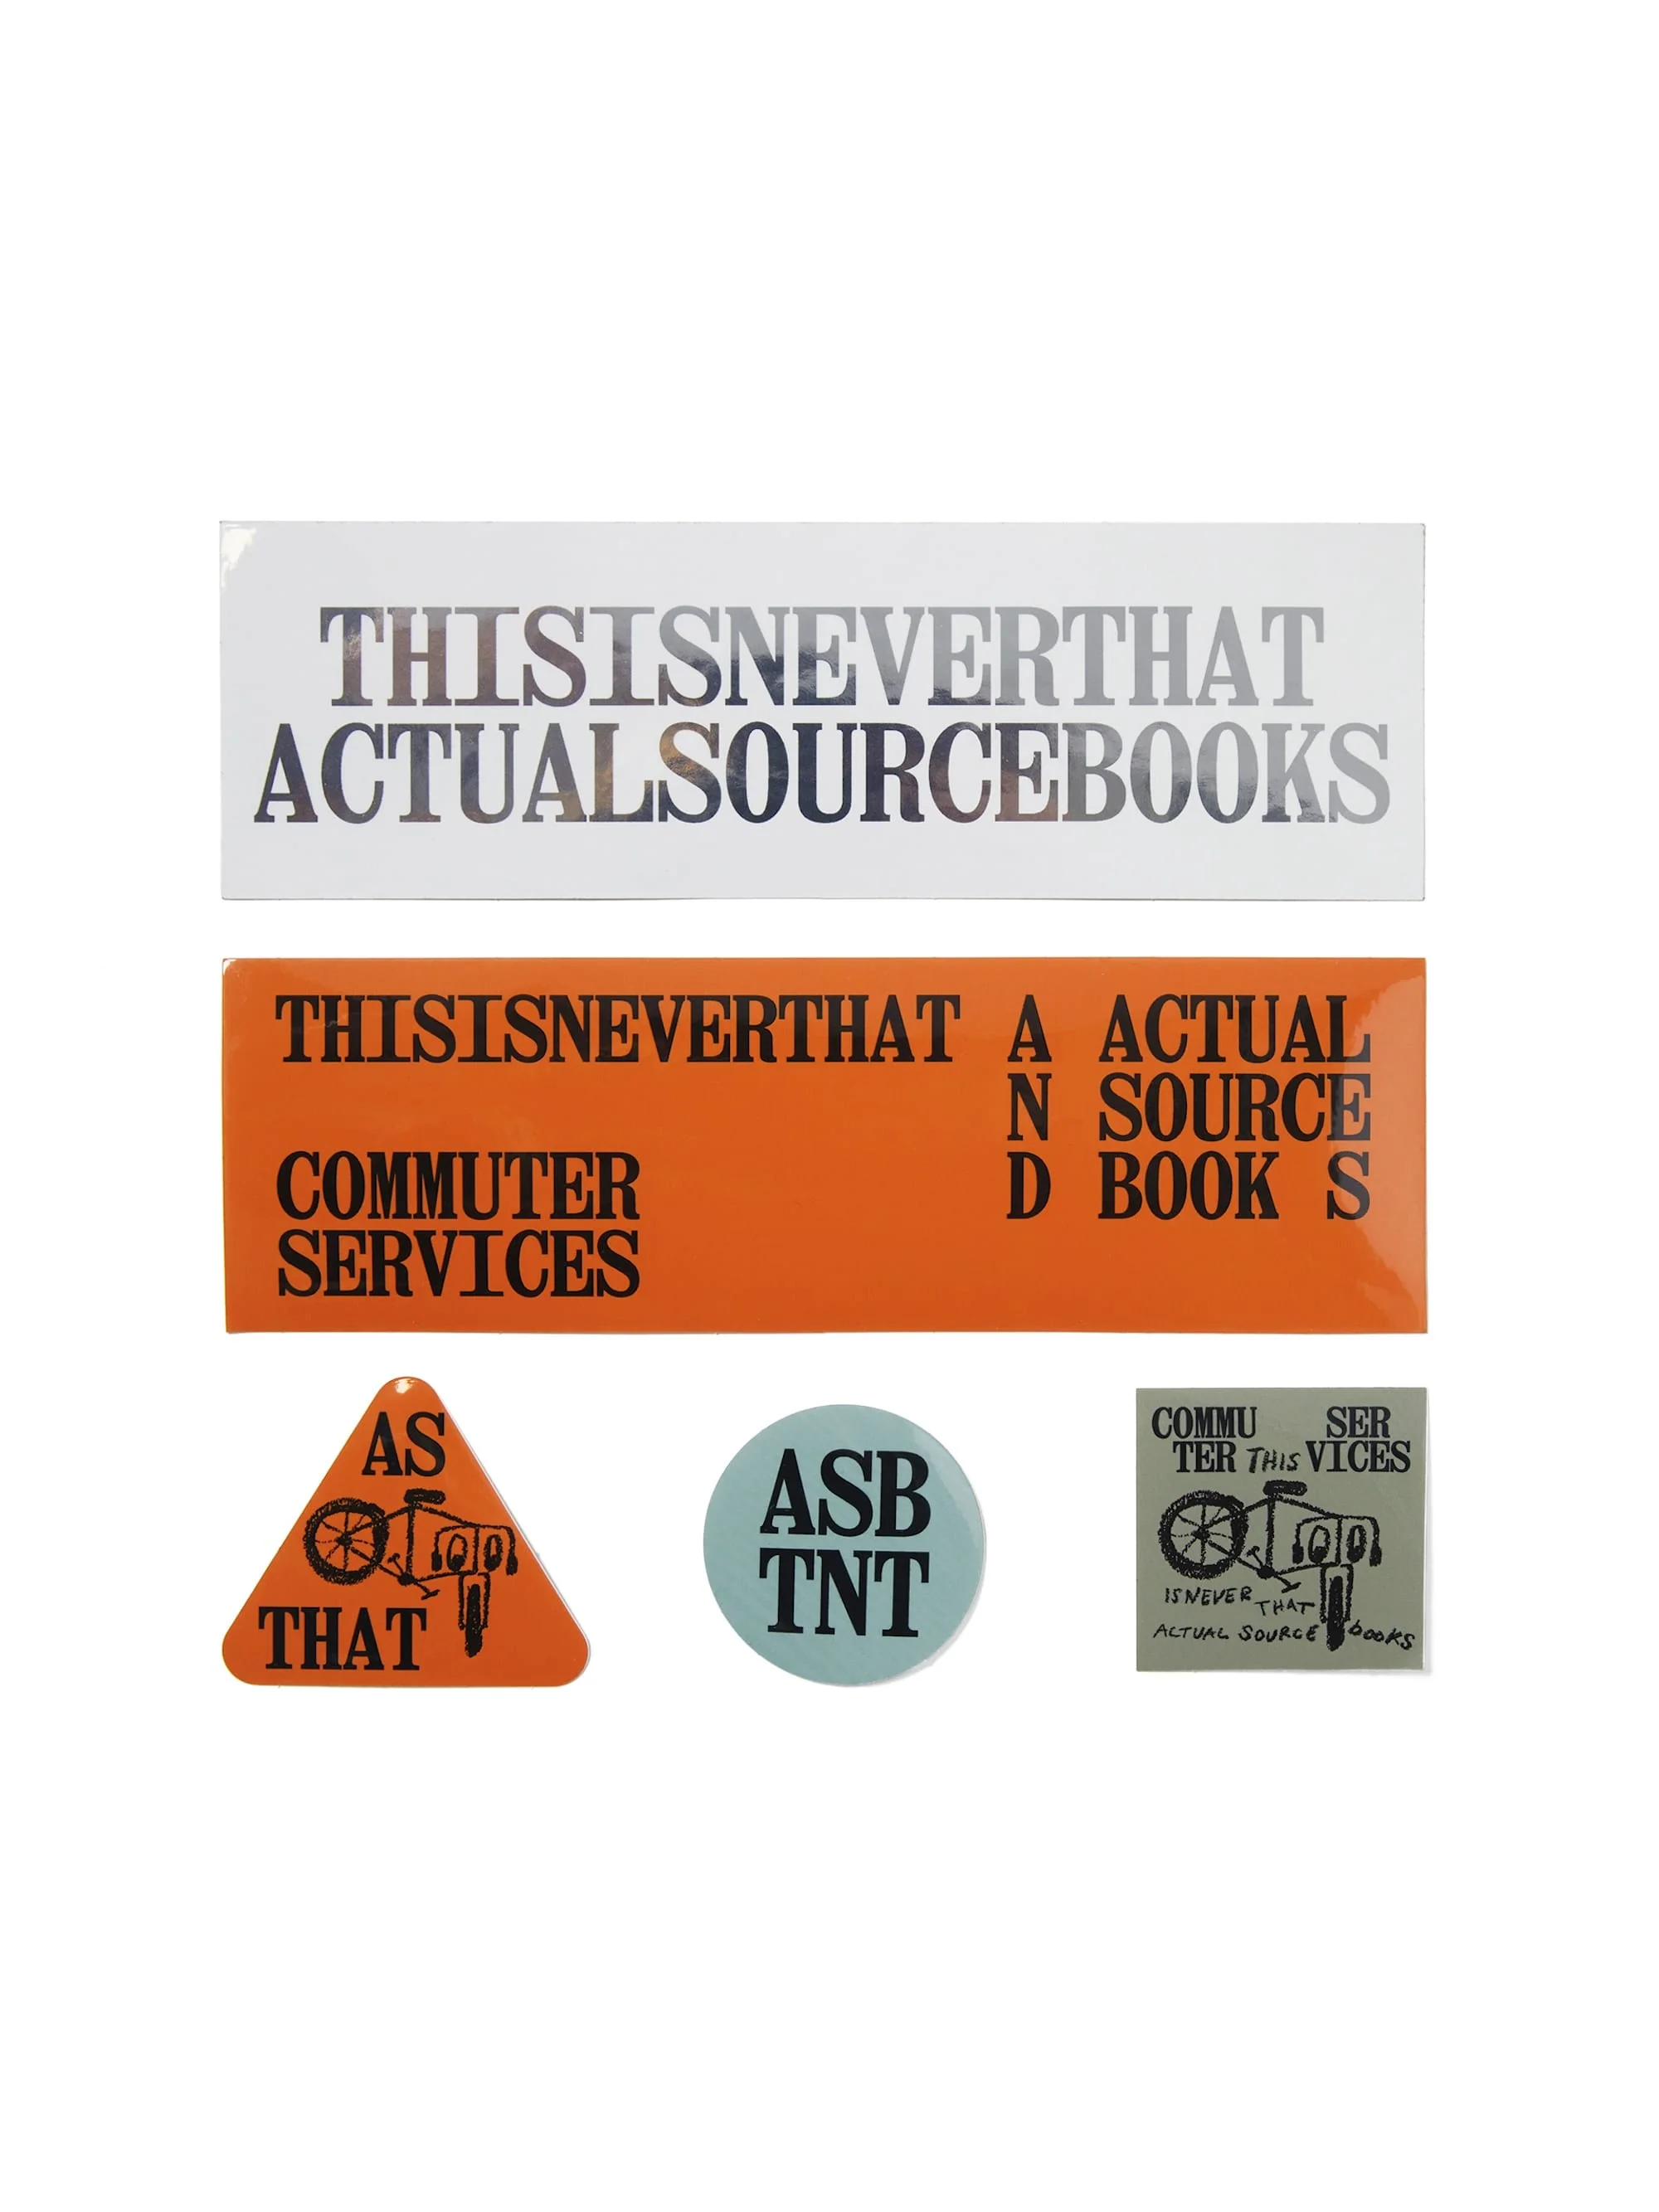 THISISNEVERTHAT
ACTUALSOURCEBOOKS
THISISNEVERTHAT A ACTUAL
N SOURCE
COMMUTER D BOOK S
SERVICES
AS
THAT
ASB
TNT
COMMU SER
TER THIS VICES
ISNEVER THAT
ACTUAL SOURCE bOOKS